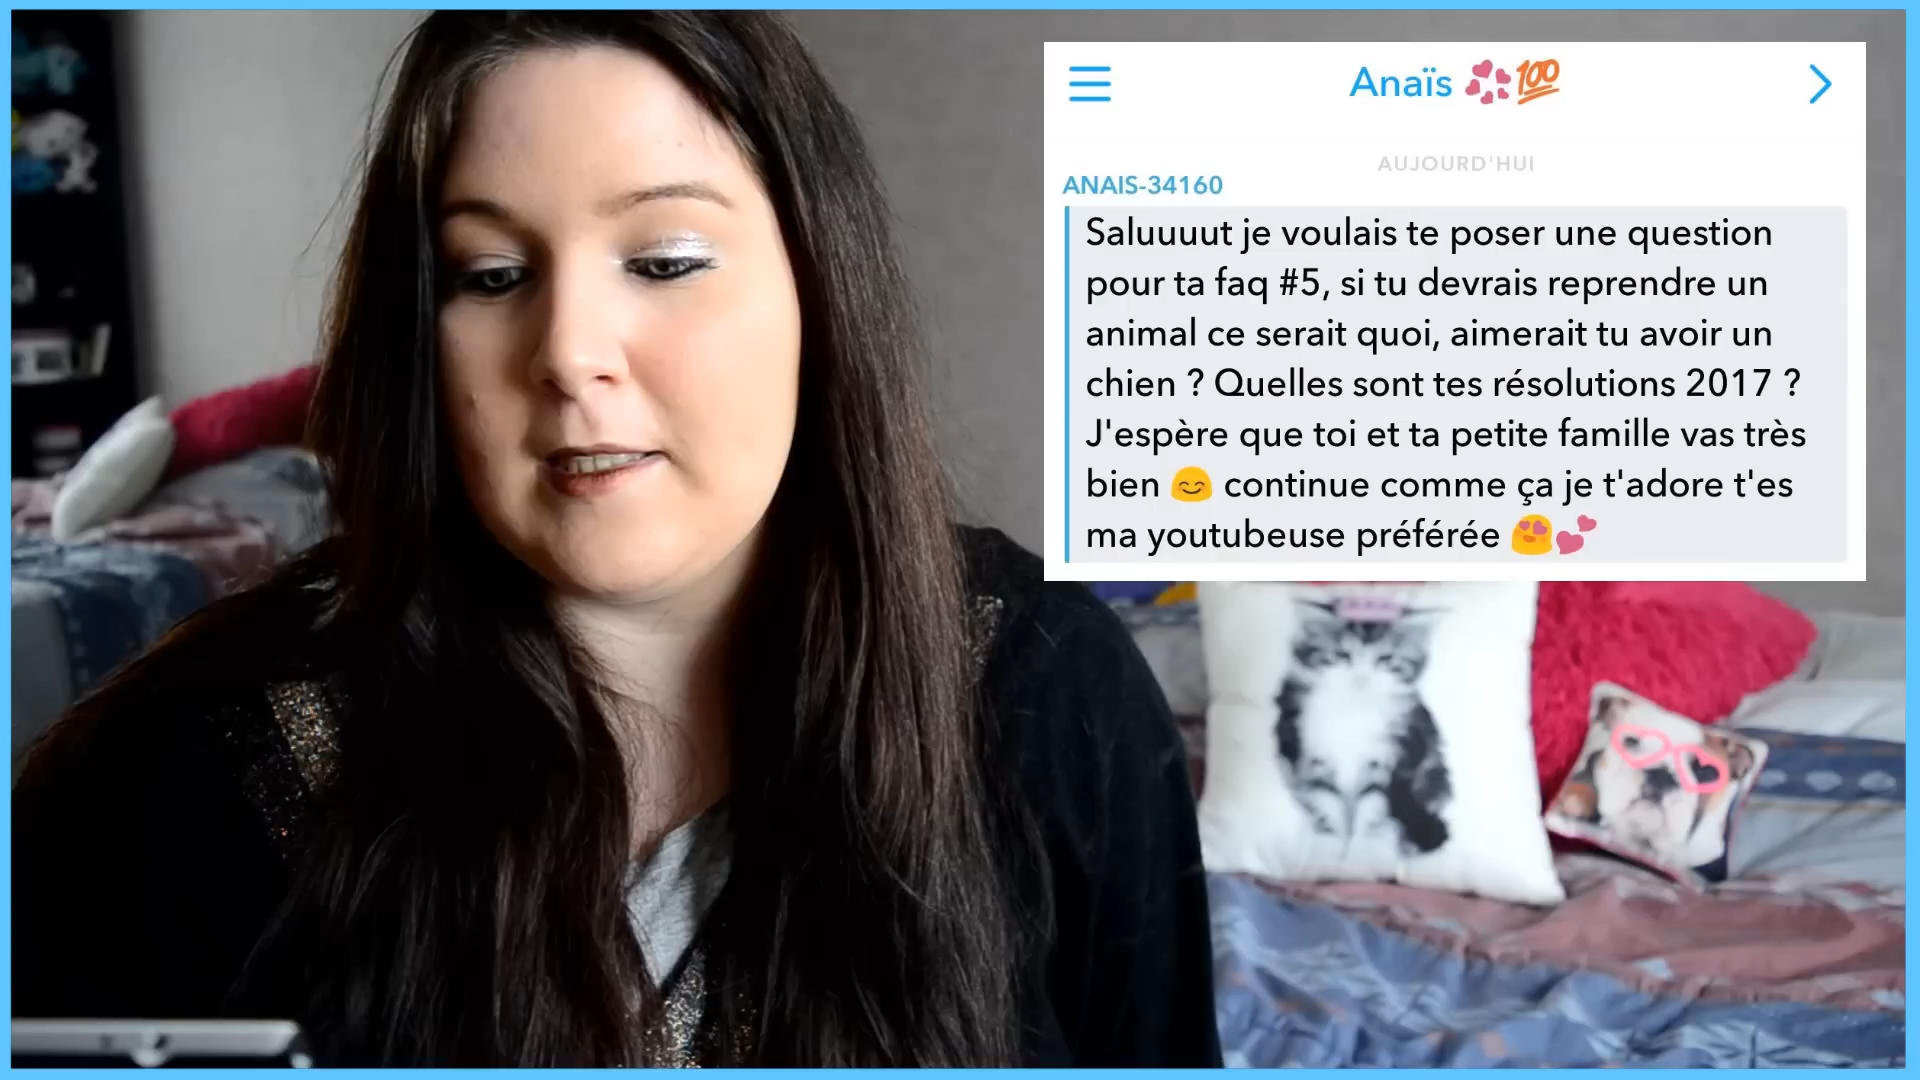 Anaïs 💞💯
AUJOURD'HUI
ANAIS-34160
Saluuuut je voulais te poser une question
pour ta faq #5, si tu devrais reprendre un
animal ce serait quoi, aimerait tu avoir un
chien ? Quelles sont tes résolutions 2017 ?
J'espère que toi et ta petite famille vas très
bien 😊 continue comme ça je t'adore t'es
ma youtubeuse préférée 😍💕